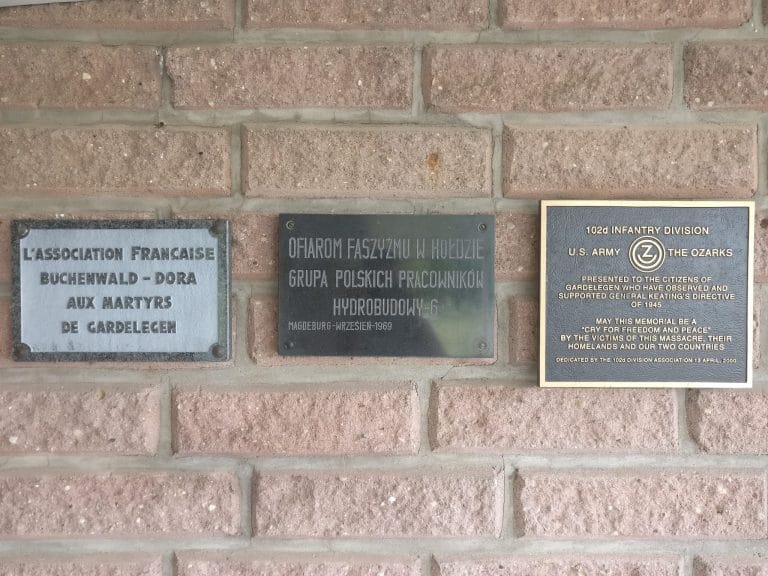 L'ASSOCIATION FRANCAISE
BUCHENWALD - DORA
AUX MARTYRS
DE GARDELEGEN
OFIAROM FASZYZMU W HOŁDZIE
GRUPA POLSKICH PRACOWNIKÓW
HYDROBUDOWY-6
MAGDEBURG-WRZESIEŃ-1969
102d INFANTRY DIVISION
U.S. ARMY OZ THE OZARKS
PRESENTED TO THE CITIZENS OF
GARDELEGEN WHO HAVE OBSERVED AND
SUPPORTED GENERAL KEATING'S DIRECTIVE
OF 1945
MAY THIS MEMORIAL BE A
"CRY FOR FREEDOM AND PEACE"
BY THE VICTIMS OF THIS MASSACRE, THEIR
HOMELANDS AND OUR TWO COUNTRIES
DEDICATED BY THE 102d DIVISION ASSOCIATION 13 APRIL, 2000